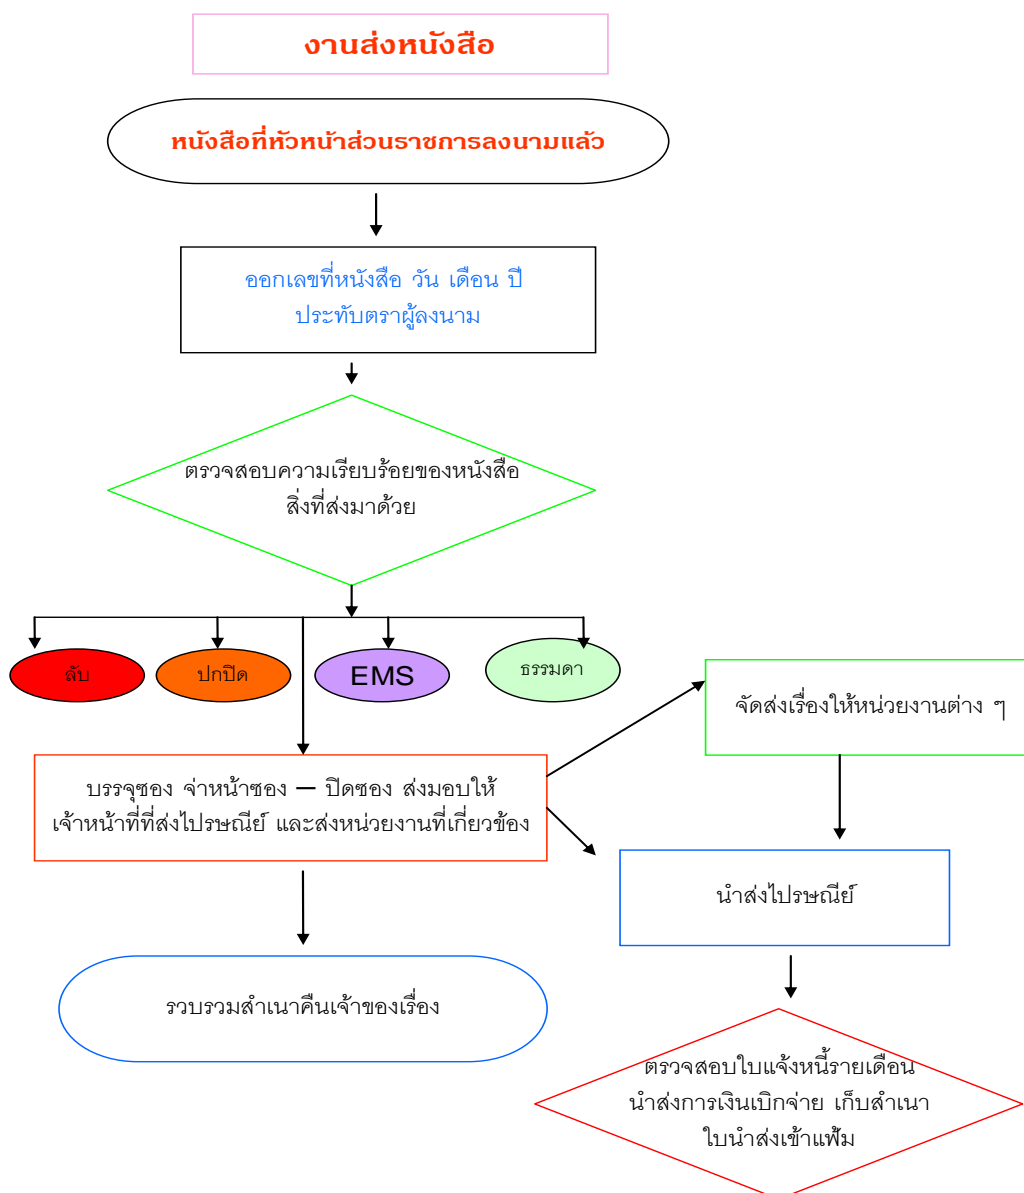 งานส่งหนังสือ
หนังสือที่หัวหน้าส่วนราชการลงนามแล้ว
ออกเลขที่หนังสือ วัน เดือน ปี
ประทับตราผู้ลงนาม
ตรวจสอบความเรียบร้อยของหนังสือ
สิ่งที่ส่งมาด้วย
ลับ
ปกปิด
EMS
ธรรมดา
จัดส่งเรื่องให้หน่วยงานต่าง ๆ
บรรจุซอง จ่าหน้าซอง – ปิดซอง ส่งมอบให้
เจ้าหน้าที่ที่ส่งไปรษณีย์ และส่งหน่วยงานที่เกี่ยวข้อง
นำส่งไปรษณีย์
รวบรวมสำเนาคืนเจ้าของเรื่อง
ตรวจสอบใบแจ้งหนี้รายเดือน
นำส่งการเงินเบิกจ่าย เก็บสำเนา
ใบนำส่งเข้าแฟ้ม